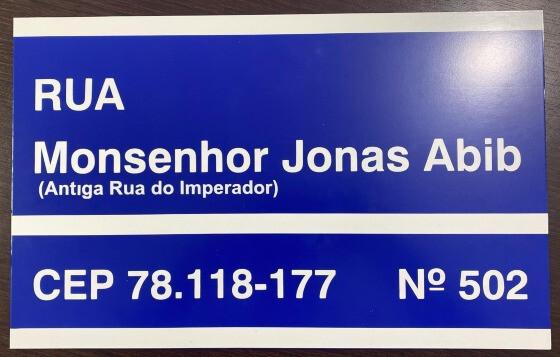 RUA
Monsenhor Jonas Abib
(Antiga Rua do Imperador)
CEP 78.118-177 Nº 502